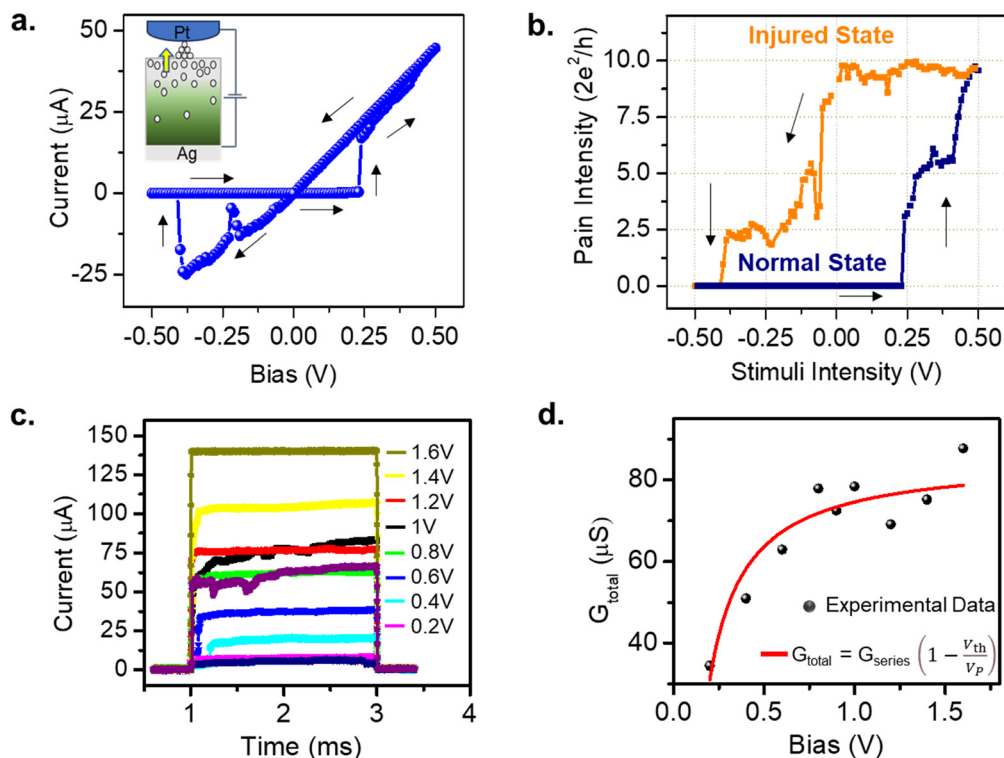 a.
Pt
Ag
50
25
0
-25
Current (µA)
-0.50 -0.25 0.00 0.25 0.50
Bias (V)
b.
Injured State
Normal State
10.0
7.5
5.0
2.5
0.0
Pain Intensity (2e²/h)
-0.50 -0.25 0.00 0.25 0.50
Stimuli Intensity (V)
c.
150
125
100
75
50
25
0
Current (µA)
1.6V
1.4V
1.2V
1V
0.8V
0.6V
0.4V
0.2V
1 2 3 4
Time (ms)
d.
80
60
40
G_total (µS)
Experimental Data
G_total = G_series (1 − V_th/V_P)
0.5 1.0 1.5
Bias (V)